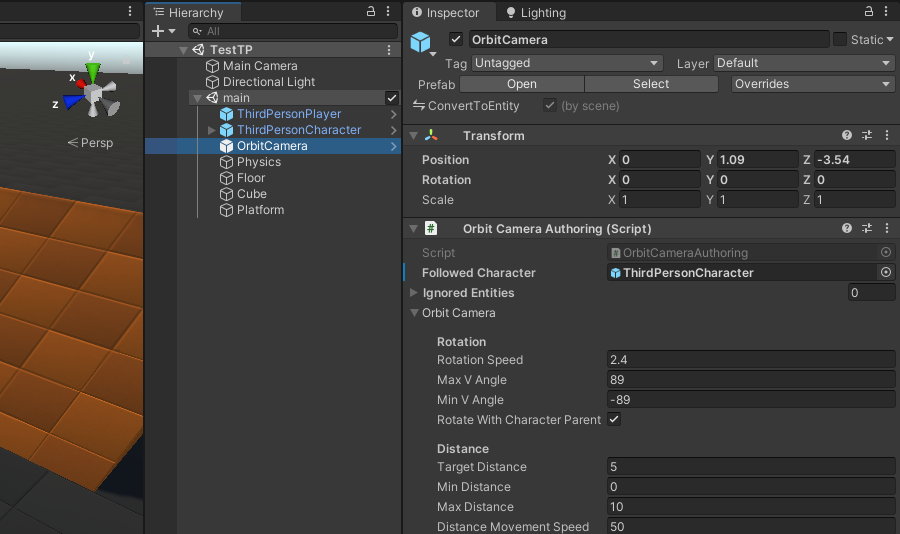 y
x
z
Persp
Hierarchy
All
TestTP
Main Camera
Directional Light
main
ThirdPersonPlayer
ThirdPersonCharacter
OrbitCamera
Physics
Floor
Cube
Platform
Inspector
Lighting
OrbitCamera
Static
Tag Untagged Layer Default
Prefab Open Select Overrides
ConvertToEntity (by scene)
Transform
Position X 0 Y 1.09 Z -3.54
Rotation X 0 Y 0 Z 0
Scale X 1 Y 1 Z 1
# Orbit Camera Authoring (Script)
Script OrbitCameraAuthoring
Followed Character ThirdPersonCharacter
Ignored Entities 0
Orbit Camera
Rotation
Rotation Speed 2.4
Max V Angle 89
Min V Angle -89
Rotate With Character Parent
Distance
Target Distance 5
Min Distance 0
Max Distance 10
Distance Movement Speed 50